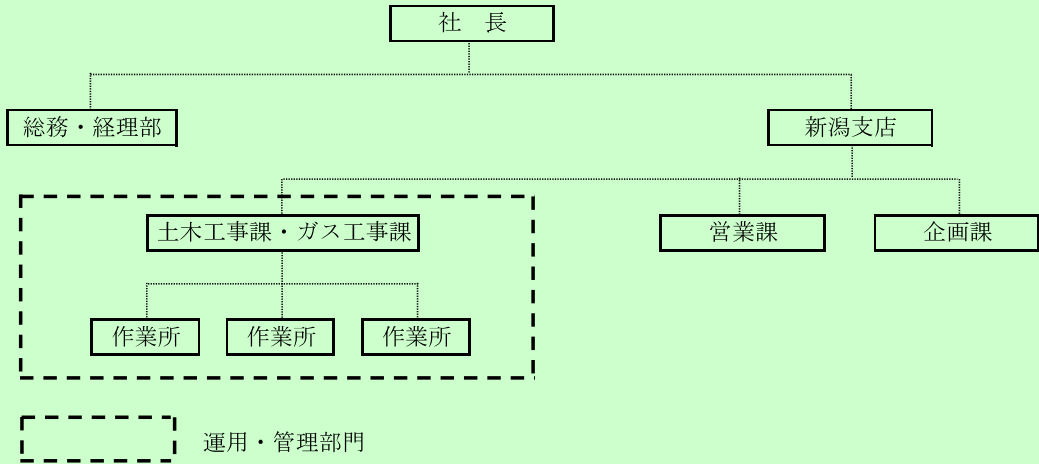 社　長
総務・経理部
新潟支店
土木工事課・ガス工事課
営業課
企画課
作業所
作業所
作業所
運用・管理部門